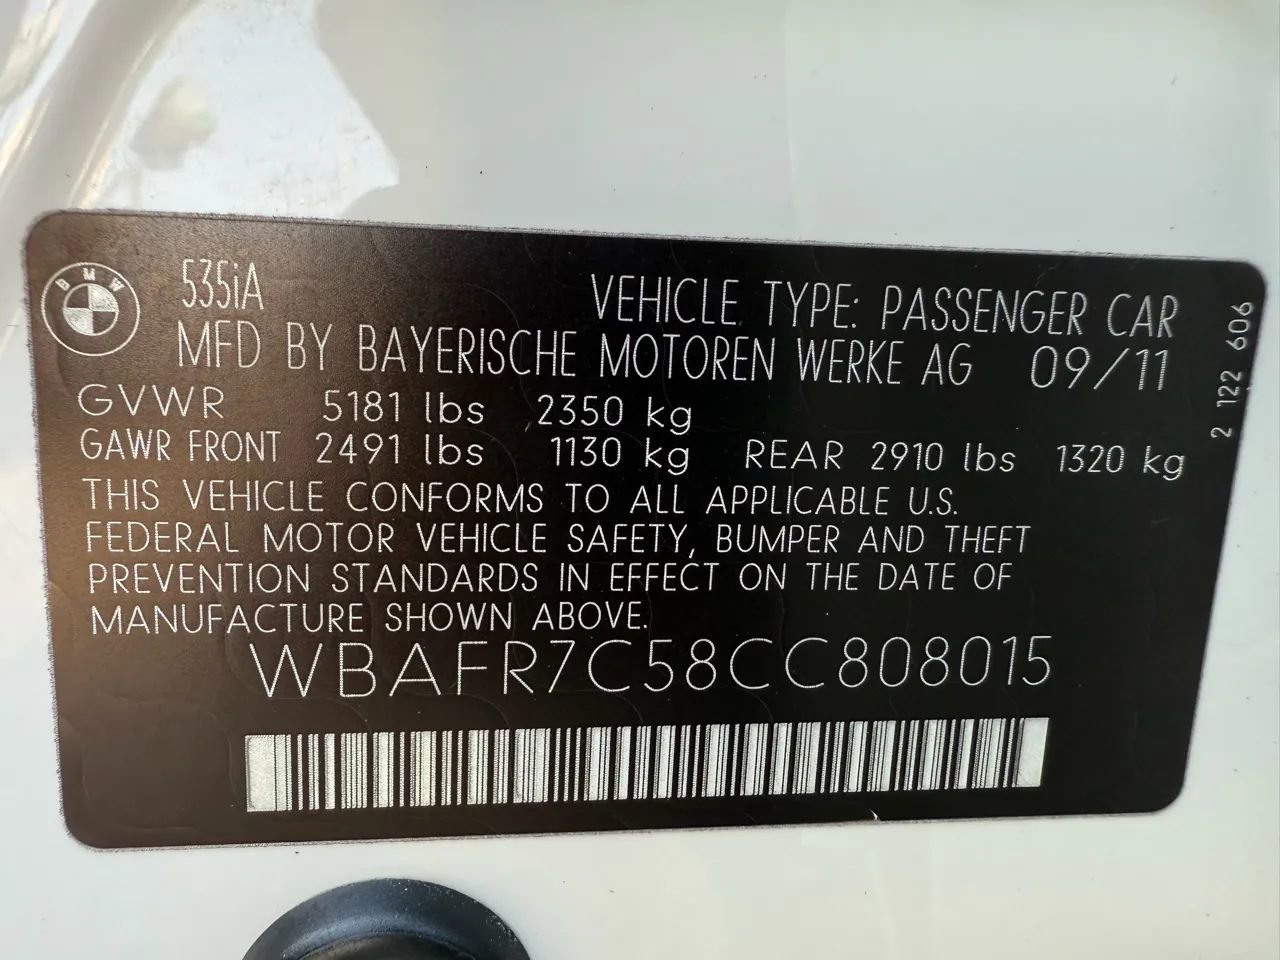 BMW
535iA
VEHICLE TYPE: PASSENGER CAR
MFD BY BAYERISCHE MOTOREN WERKE AG 09/11
GVWR 5181 lbs 2350 kg
GAWR FRONT 2491 lbs 1130 kg REAR 2910 lbs 1320 kg
THIS VEHICLE CONFORMS TO ALL APPLICABLE U.S.
FEDERAL MOTOR VEHICLE SAFETY, BUMPER AND THEFT
PREVENTION STANDARDS IN EFFECT ON THE DATE OF
MANUFACTURE SHOWN ABOVE.
WBAFR7C58CC808015
2 122 606